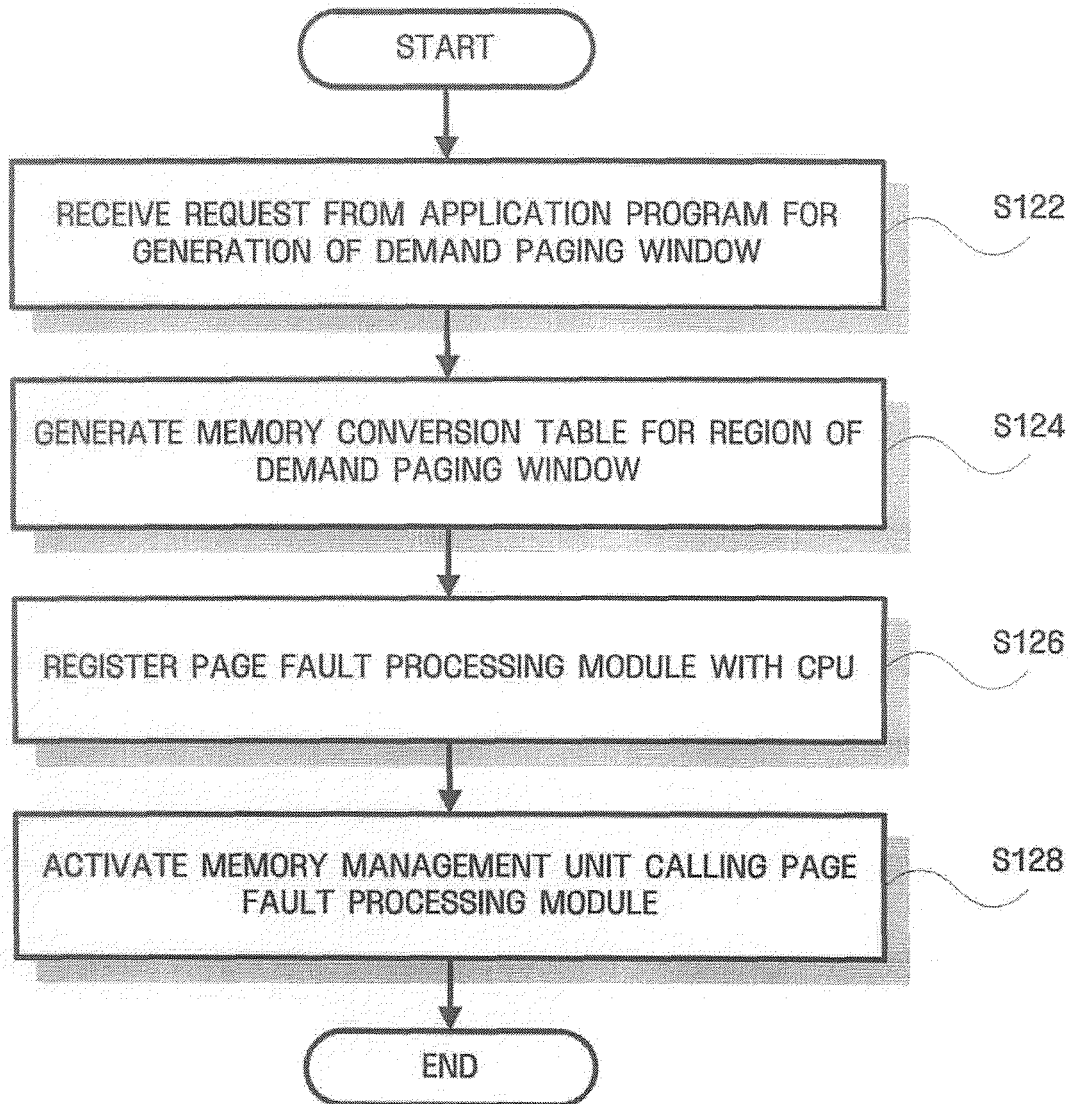 START
RECEIVE REQUEST FROM APPLICATION PROGRAM FOR
GENERATION OF DEMAND PAGING WINDOW
S122
GENERATE MEMORY CONVERSION TABLE FOR REGION OF
DEMAND PAGING WINDOW
S124
REGISTER PAGE FAULT PROCESSING MODULE WITH CPU
S126
ACTIVATE MEMORY MANAGEMENT UNIT CALLING PAGE
FAULT PROCESSING MODULE
S128
END